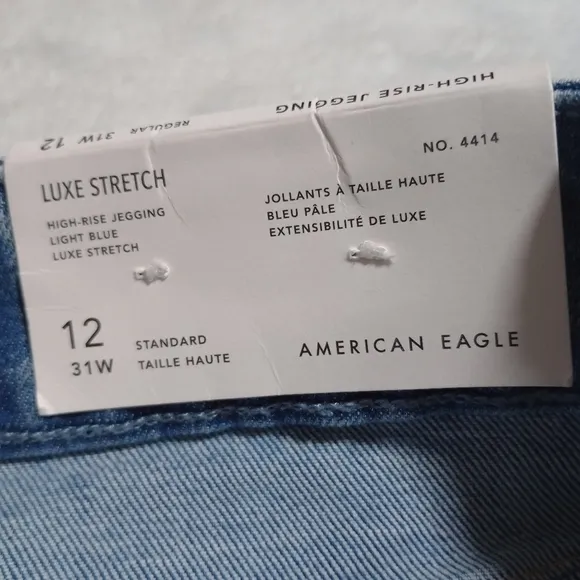 HIGH-RISE JEGGING
REGULAR 31W 12
NO. 4414
LUXE STRETCH
HIGH-RISE JEGGING
LIGHT BLUE
LUXE STRETCH
JOLLANTS À TAILLE HAUTE
BLEU PÂLE
EXTENSIBILITÉ DE LUXE
12
31W
STANDARD
TAILLE HAUTE
AMERICAN EAGLE